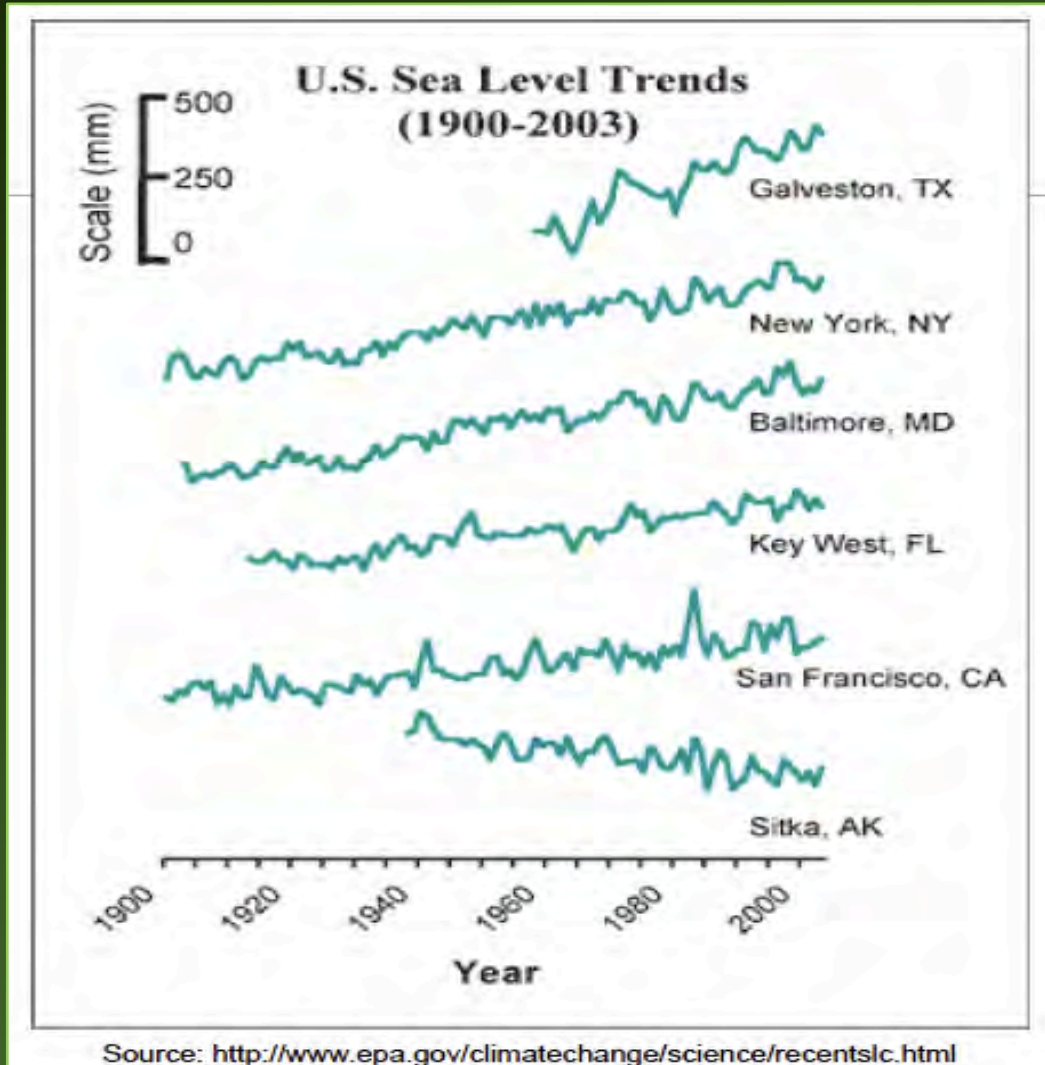 U.S. Sea Level Trends
(1900-2003)
Scale (mm)
500
250
0
Galveston, TX
New York, NY
Baltimore, MD
Key West, FL
San Francisco, CA
Sitka, AK
1900
1920
1940
1960
1980
2000
Year
Source: http://www.epa.gov/climatechange/science/recentslc.html